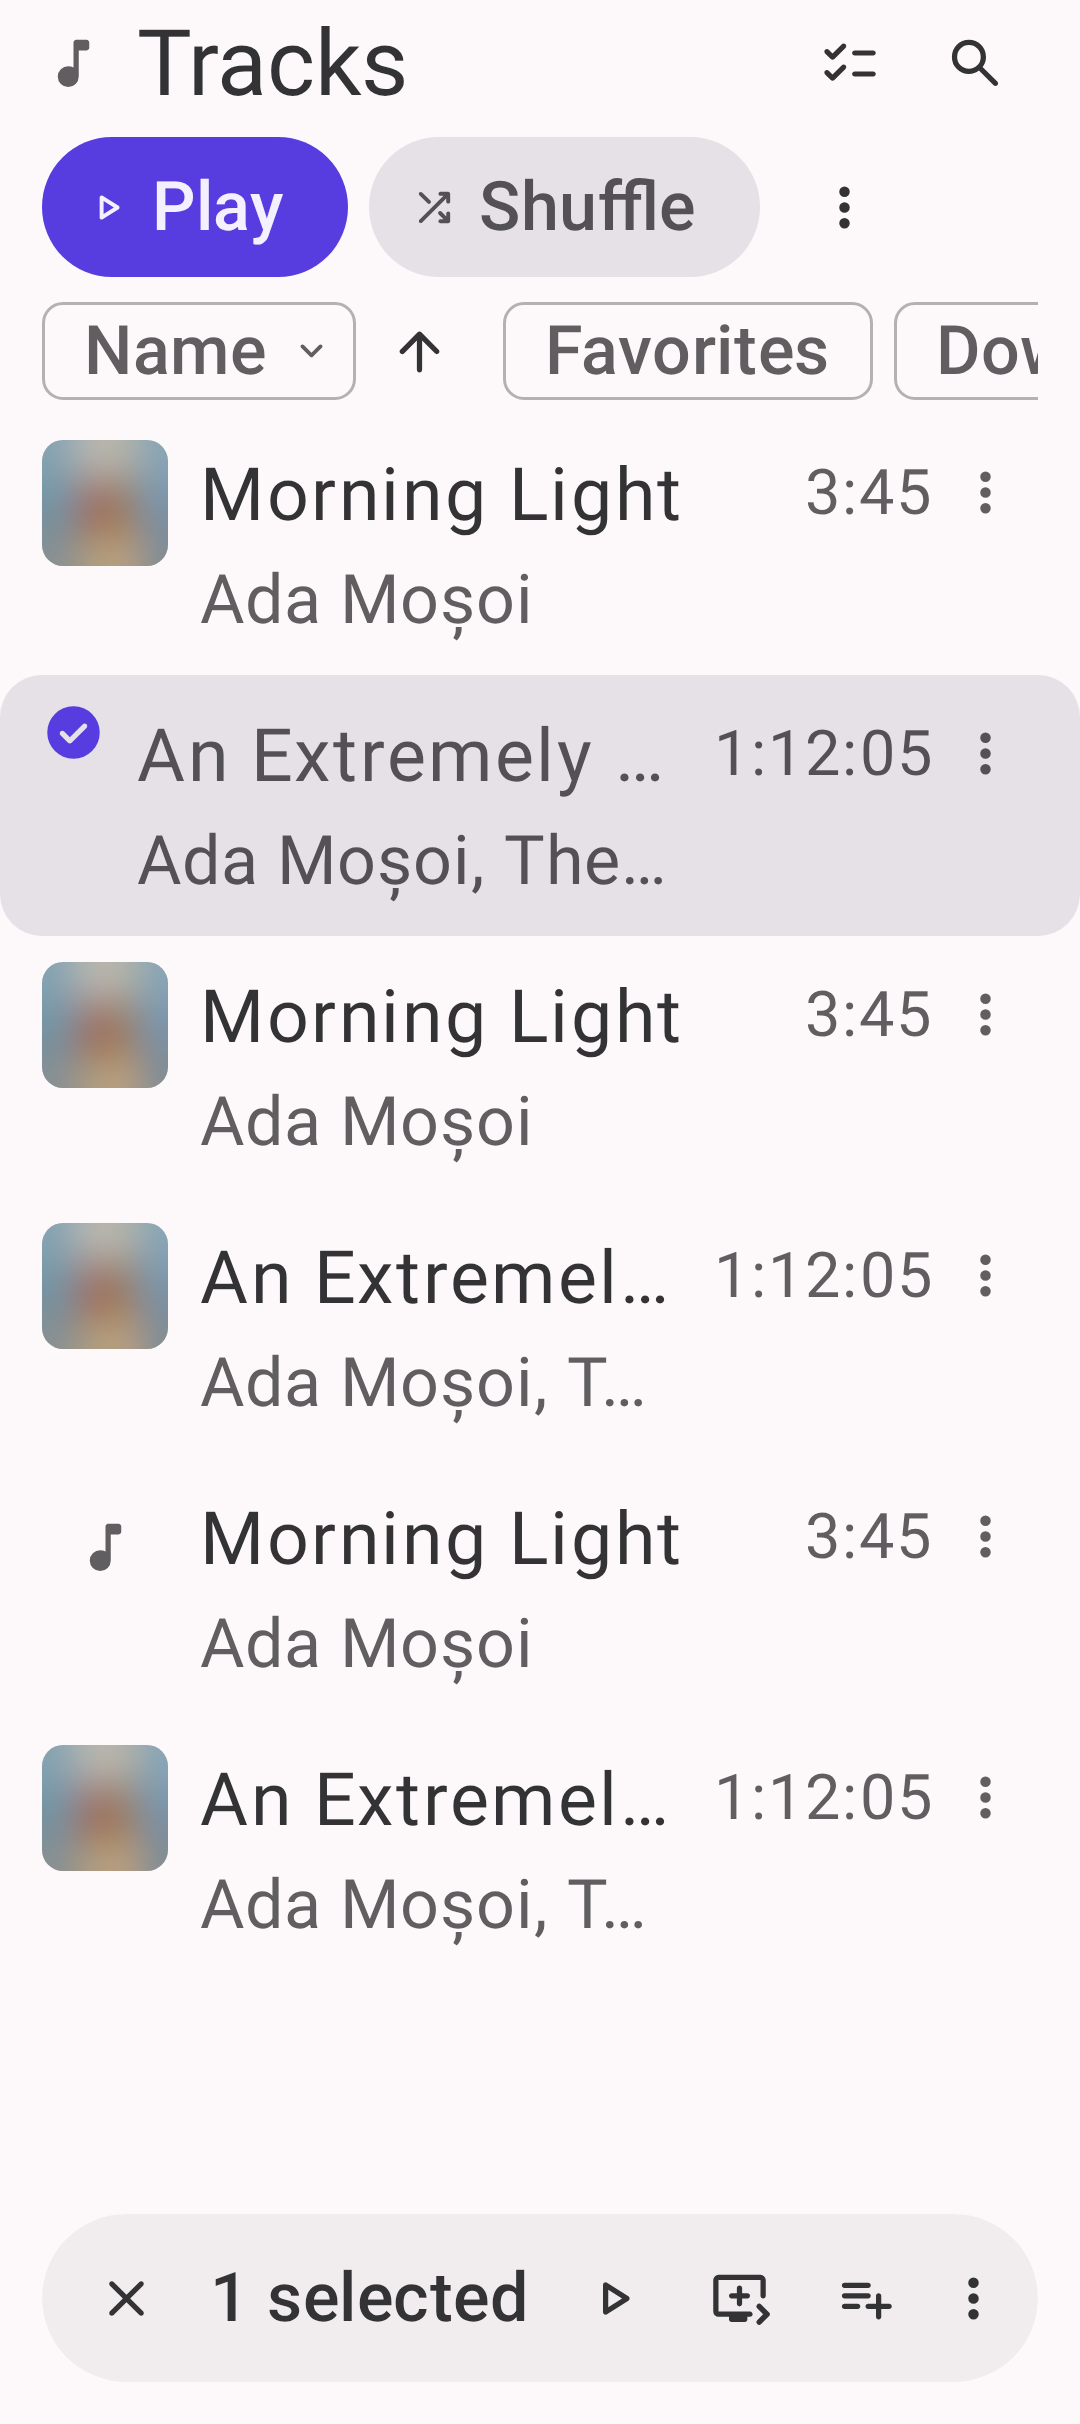 Tracks
Play
Shuffle
Name
Favorites
Dov
Morning Light
3:45
Ada Moșoi
An Extremely …
1:12:05
Ada Moșoi, The…
Morning Light
3:45
Ada Moșoi
An Extremel…
1:12:05
Ada Moșoi, T…
Morning Light
3:45
Ada Moșoi
An Extremel…
1:12:05
Ada Moșoi, T…
1 selected